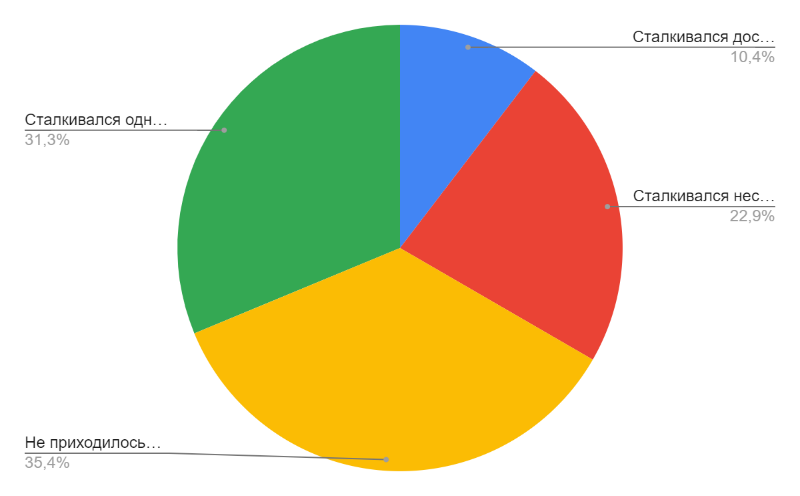 Сталкивался дос…
10,4%
Сталкивался одн…
31,3%
Сталкивался нес…
22,9%
Не приходилось…
35,4%